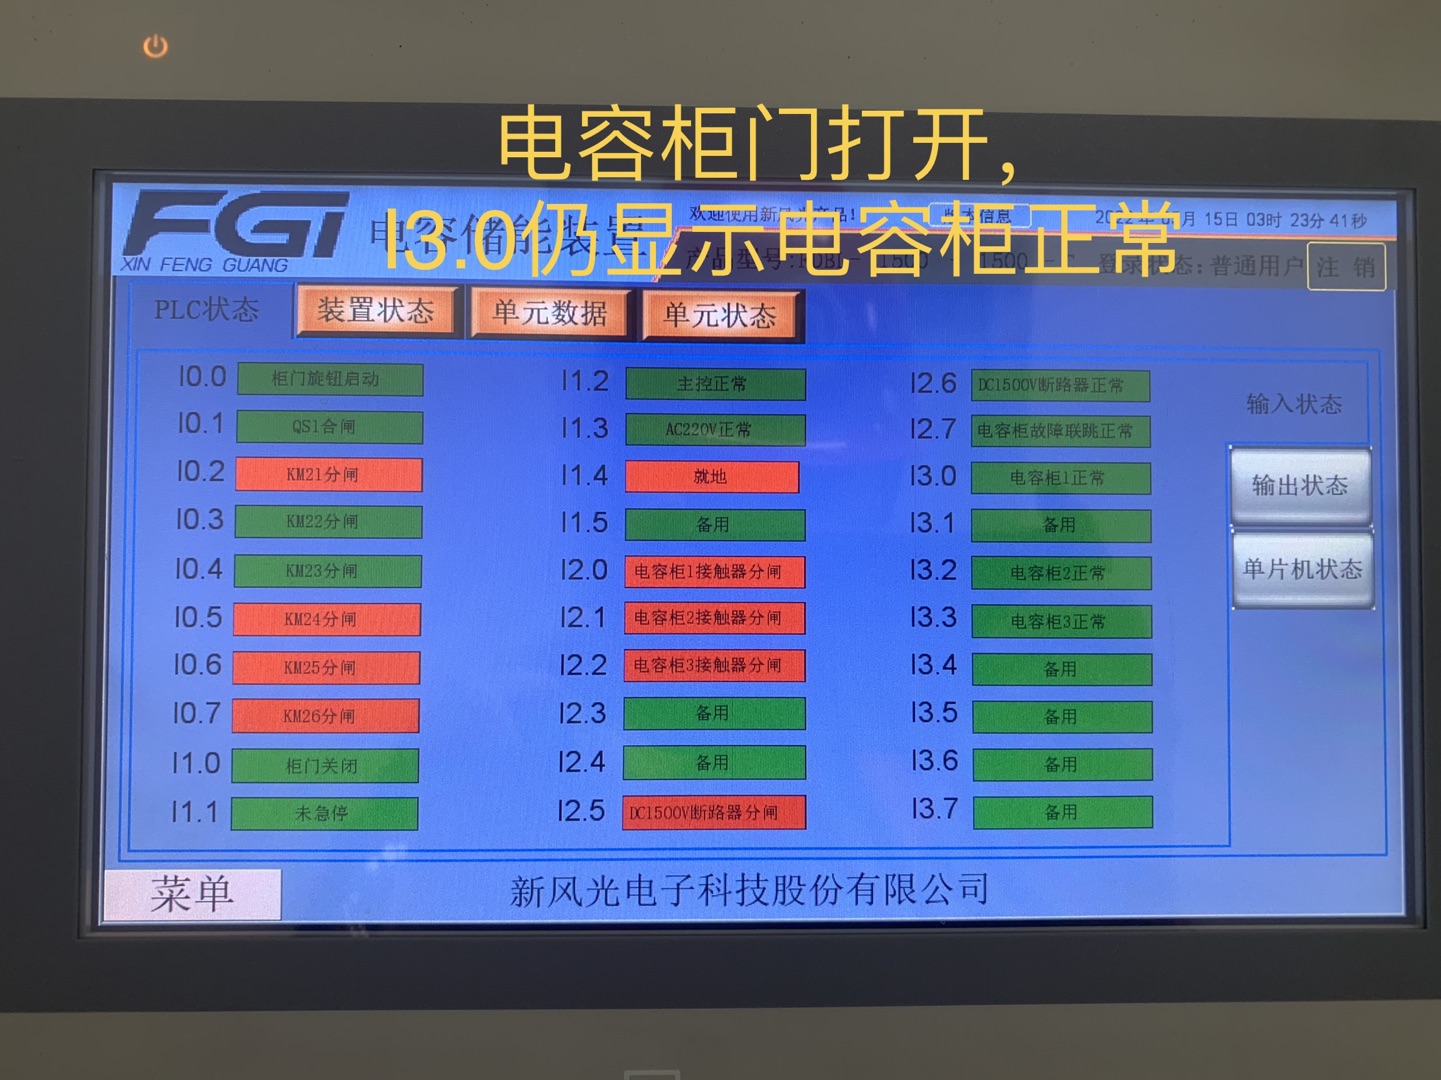 电容柜门打开，
I3.0仍显示电容柜正常
FGI
XIN FENG GUANG
电容储能装置
欢迎使用新风光产品!
版本信息
15日 03时 23分 41秒
产品型号:
登录状态:普通用户
注 销
PLC状态
装置状态
单元数据
单元状态
I0.0 柜门旋钮启动
I0.1 QS1合闸
I0.2 KM21分闸
I0.3 KM22分闸
I0.4 KM23分闸
I0.5 KM24分闸
I0.6 KM25分闸
I0.7 KM26分闸
I1.0 柜门关闭
I1.1 未急停
I1.2 主控正常
I1.3 AC220V正常
I1.4 就地
I1.5 备用
I2.0 电容柜1接触器分闸
I2.1 电容柜2接触器分闸
I2.2 电容柜3接触器分闸
I2.3 备用
I2.4 备用
I2.5 DC1500V断路器分闸
I2.6 DC1500V断路器正常
I2.7 电容柜故障联跳正常
I3.0 电容柜1正常
I3.1 备用
I3.2 电容柜2正常
I3.3 电容柜3正常
I3.4 备用
I3.5 备用
I3.6 备用
I3.7 备用
输入状态
输出状态
单片机状态
菜单
新风光电子科技股份有限公司